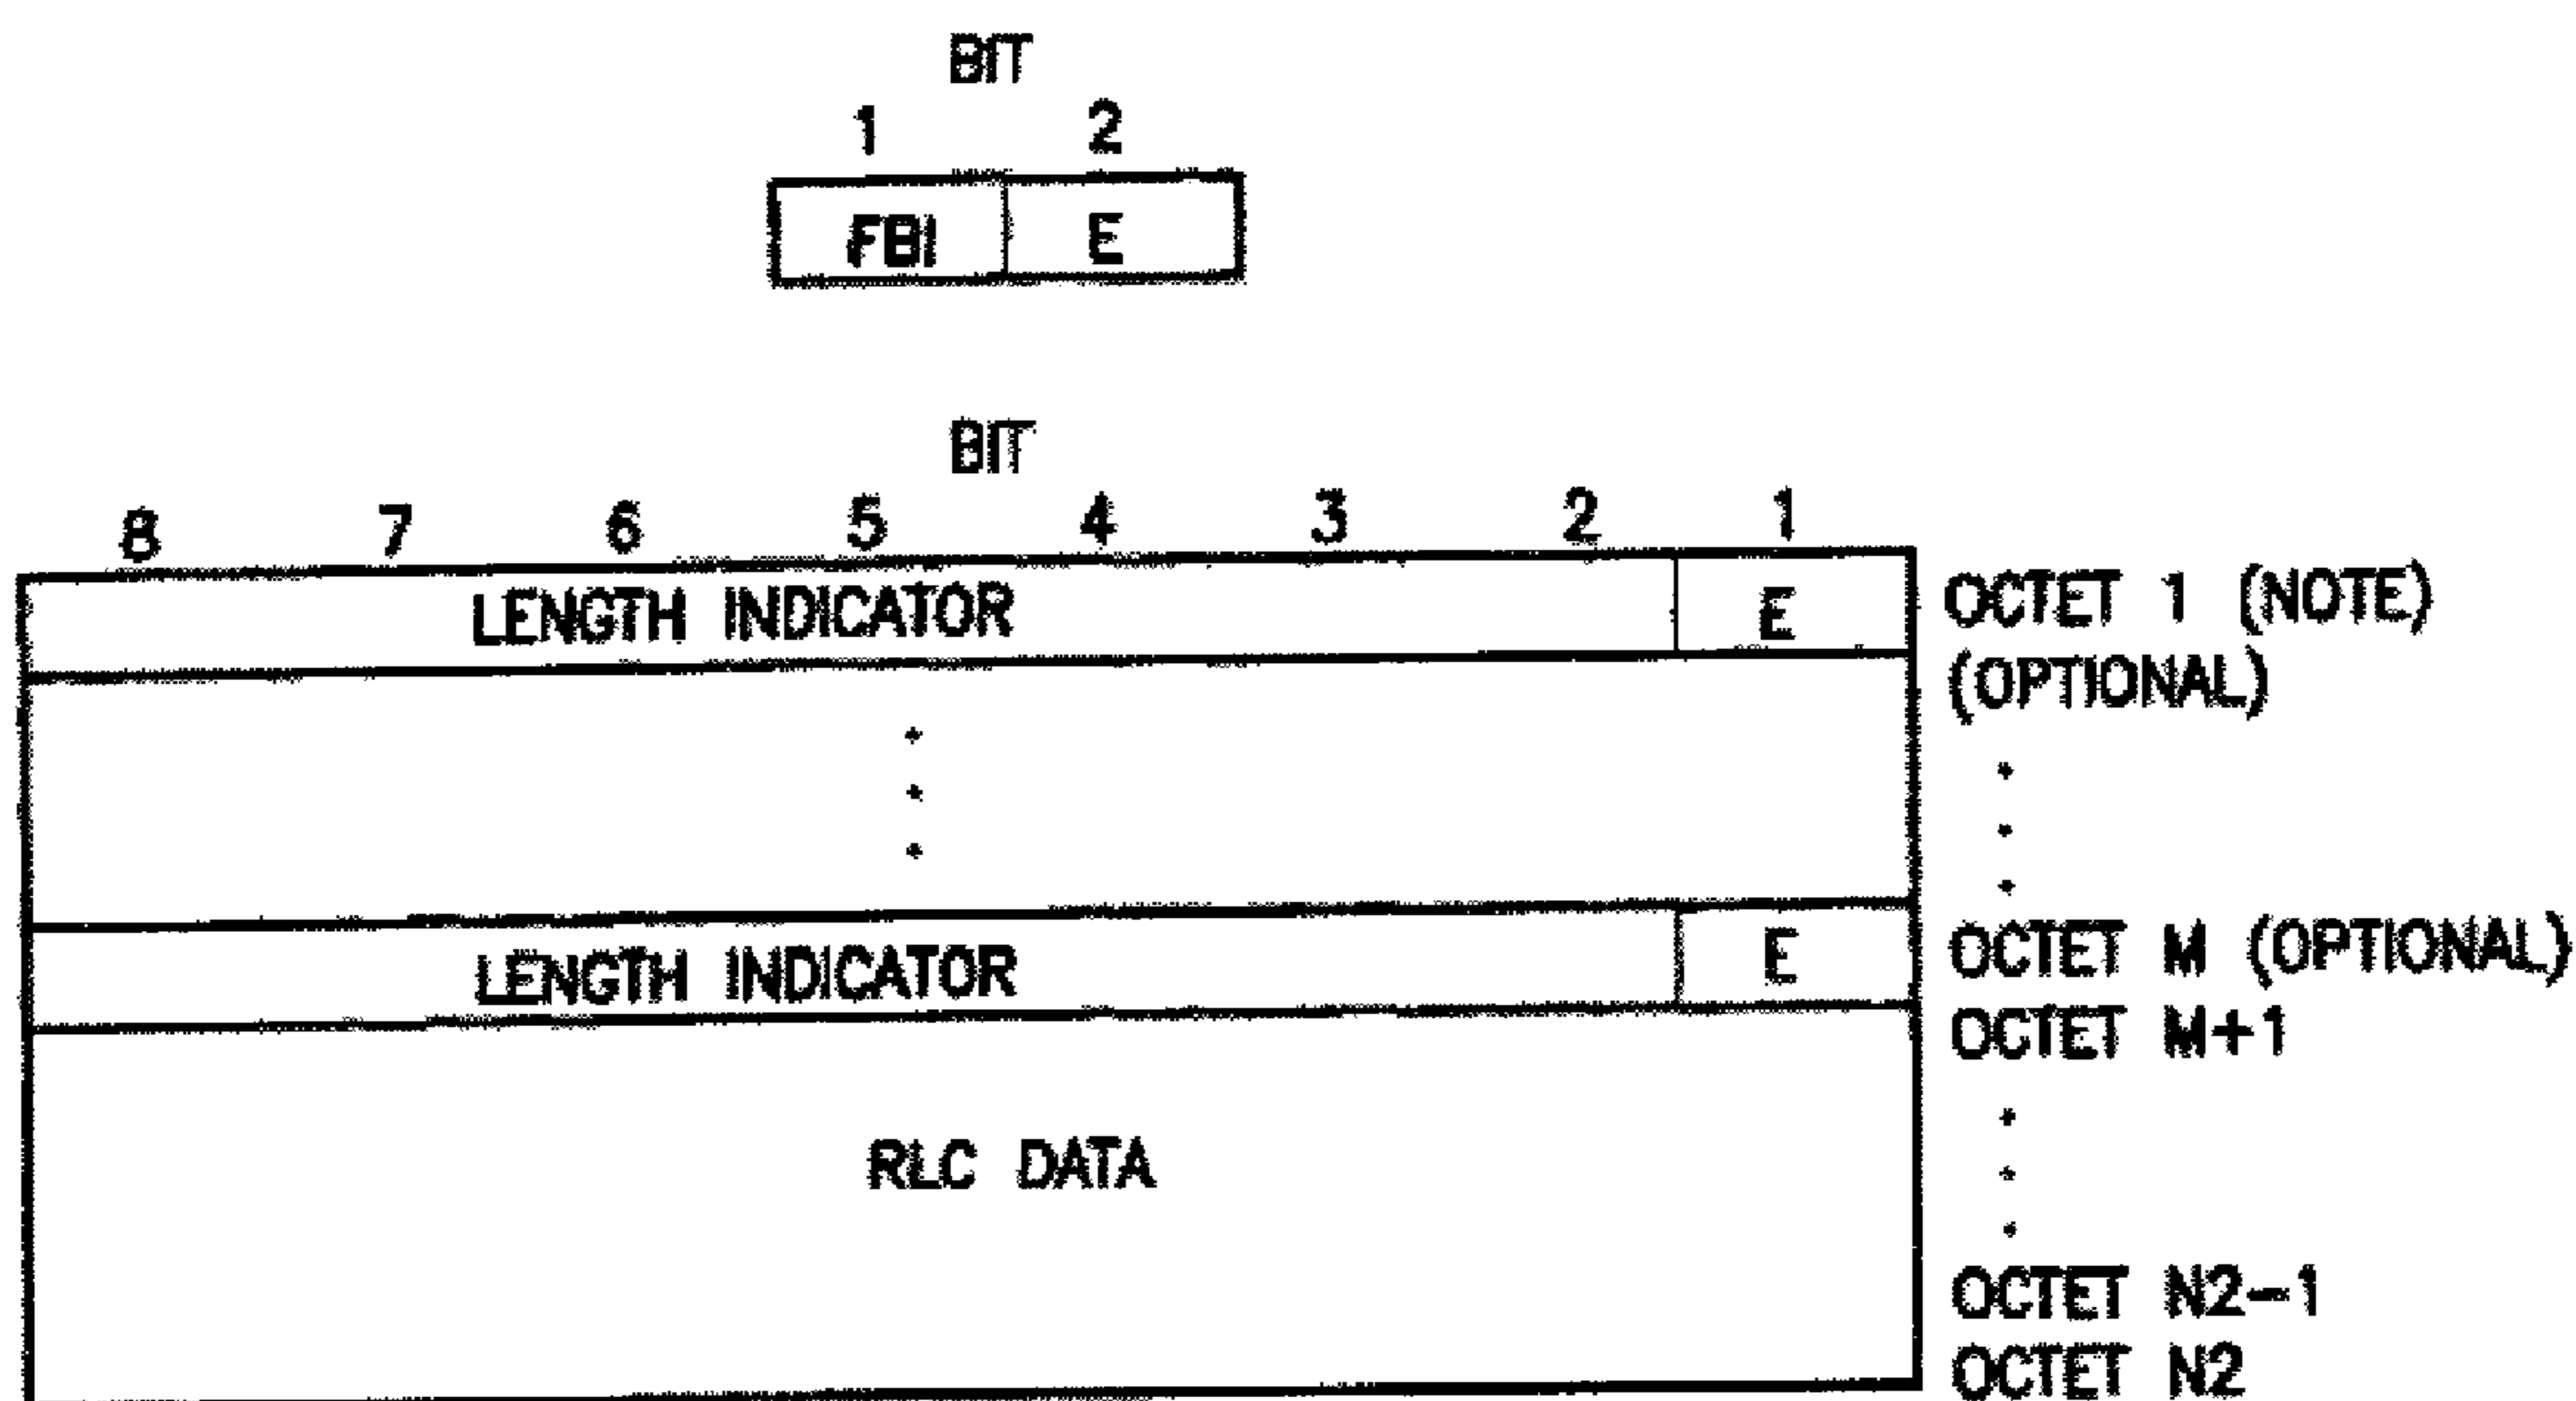 BIT
1 2
FBI E
BIT
8 7 6 5 4 3 2 1
LENGTH INDICATOR E OCTET 1 (NOTE)
(OPTIONAL)
LENGTH INDICATOR E OCTET M (OPTIONAL)
OCTET M+1
RLC DATA
OCTET N2-1
OCTET N2